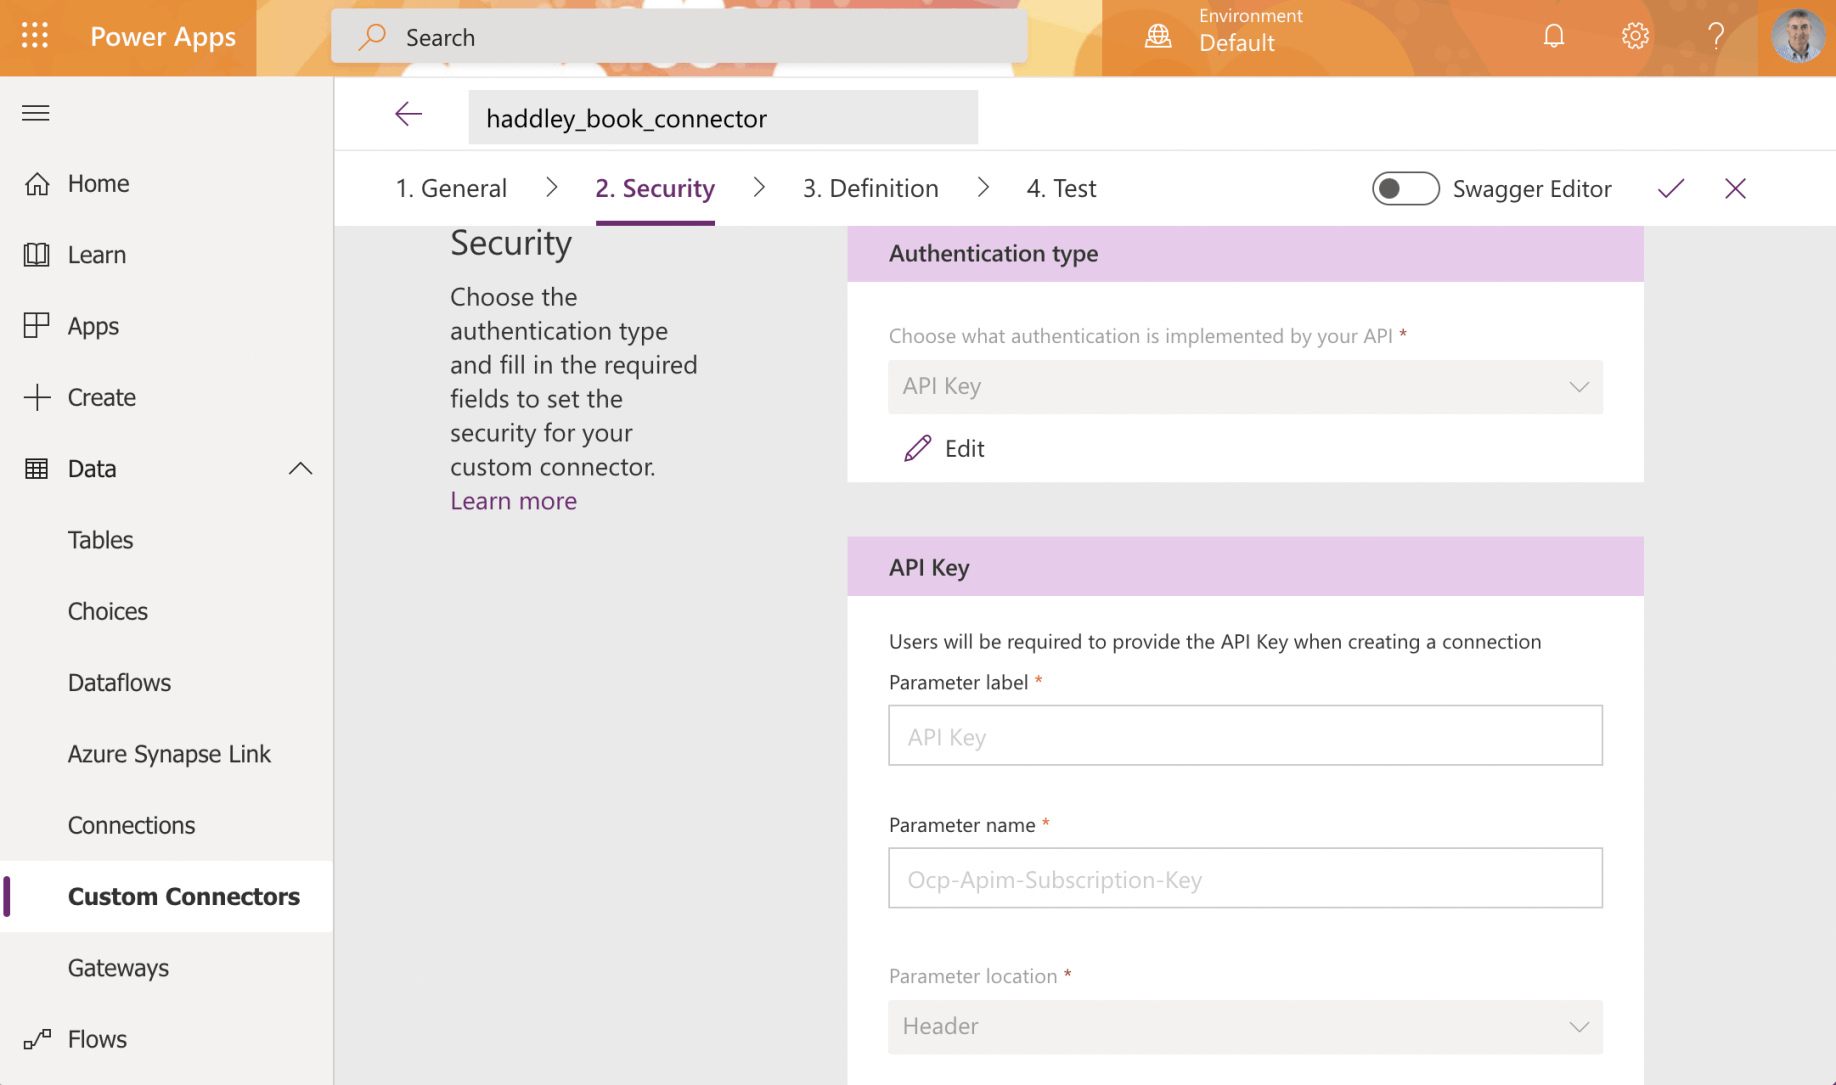 Power Apps
Search
Environment
Default
haddley_book_connector
1. General
2. Security
3. Definition
4. Test
Swagger Editor
Home
Learn
Apps
Create
Data
Tables
Choices
Dataflows
Azure Synapse Link
Connections
Custom Connectors
Gateways
Flows
Security
Choose the
authentication type
and fill in the required
fields to set the
security for your
custom connector.
Learn more
Authentication type
Choose what authentication is implemented by your API *
API Key
Edit
API Key
Users will be required to provide the API Key when creating a connection
Parameter label *
API Key
Parameter name *
Ocp-Apim-Subscription-Key
Parameter location *
Header